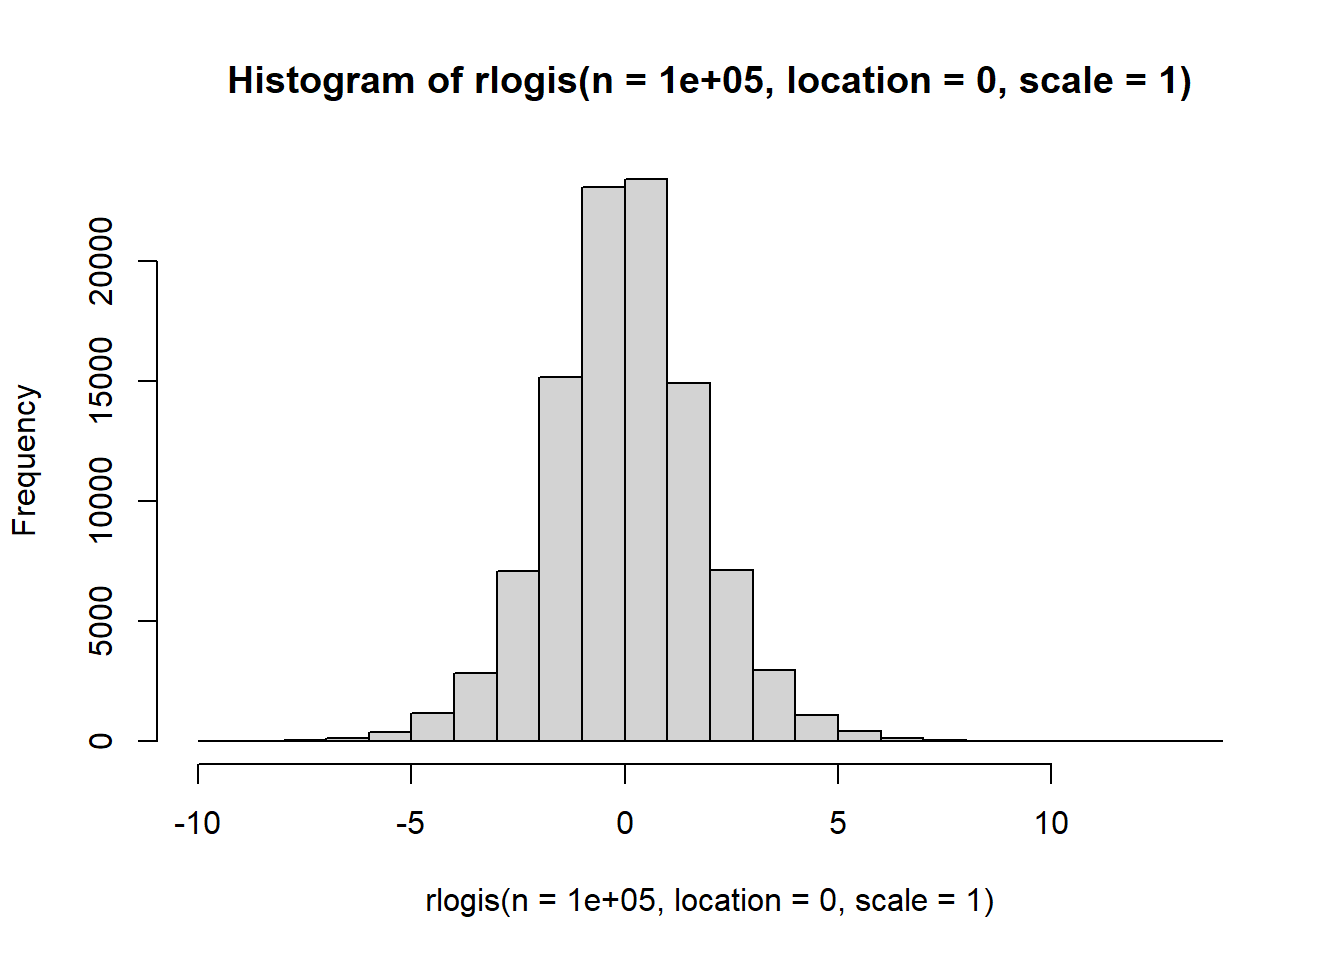 Histogram of rlogis(n = 1e+05, location = 0, scale = 1)
Frequency
20000
15000
10000
5000
0
-10 -5 0 5 10
rlogis(n = 1e+05, location = 0, scale = 1)